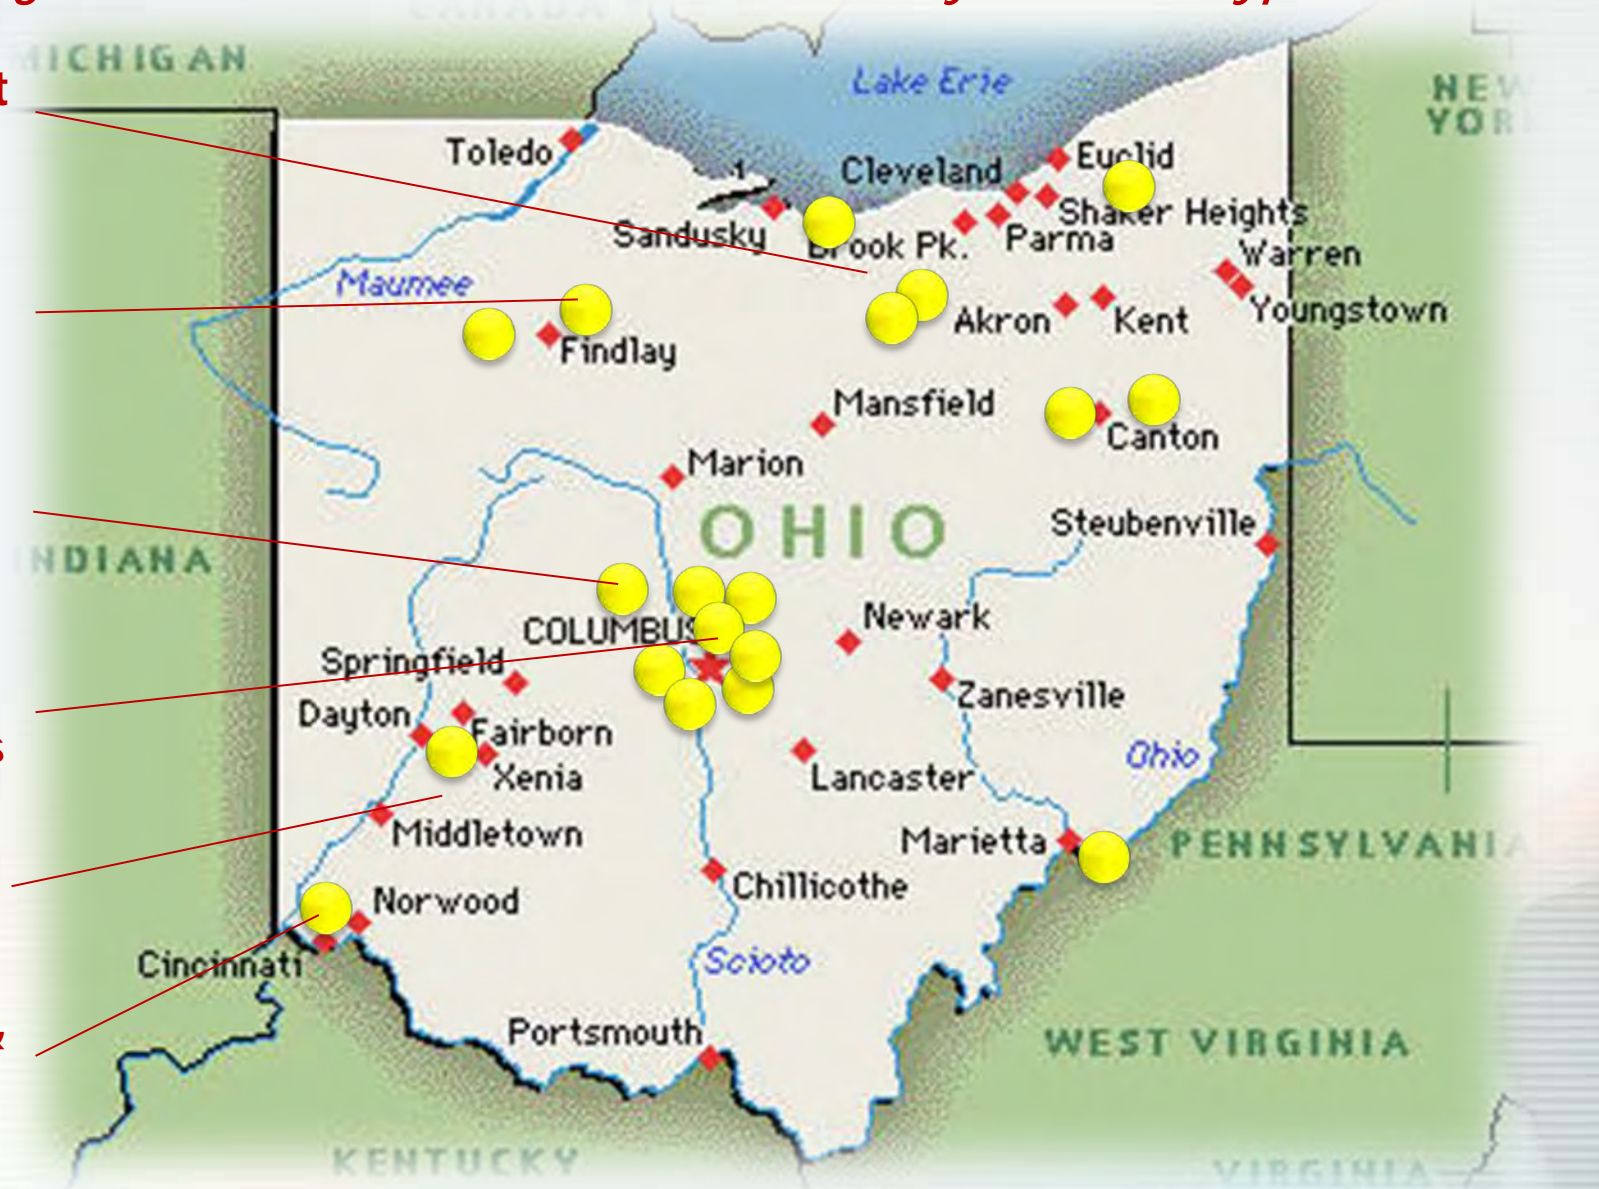 CANADA
MICHIGAN
t
Lake Erie
NEW
YORK
Toledo
1
Cleveland
Euclid
Sandusky
Brook Pk.
Parma
Shaker Heights
Warren
Maumee
Akron
Kent
Youngstown
Findlay
Mansfield
Canton
Marion
OHIO
Steubenville
INDIANA
Newark
COLUMBUS
Springfield
Zanesville
Dayton
Fairborn
s
Xenia
Lancaster
Ohio
Middletown
Marietta
PENNSYLVANIA
Chillicothe
Norwood
Cincinnati
Scioto
Portsmouth
&
WEST VIRGINIA
KENTUCKY
VIRGINIA